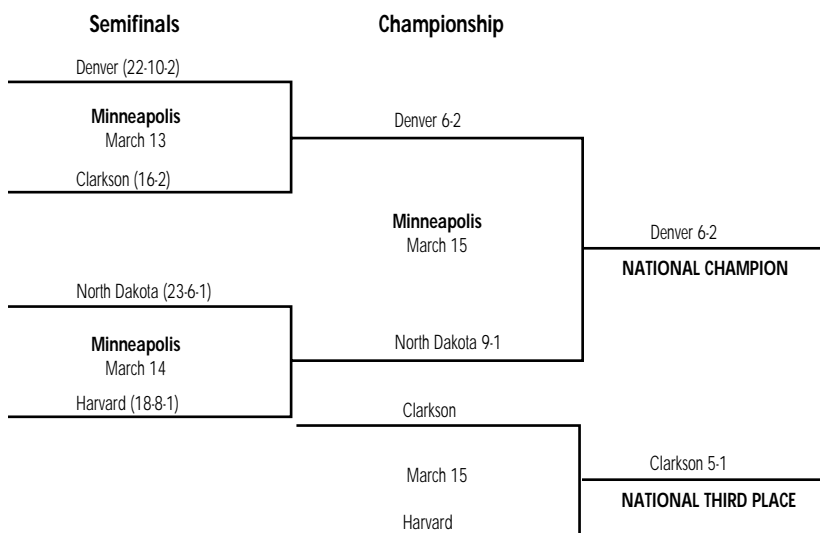 Semifinals
Championship
Denver (22-10-2)
Minneapolis
March 13
Clarkson (16-2)
Denver 6-2
Minneapolis
March 15
Denver 6-2
NATIONAL CHAMPION
North Dakota (23-6-1)
Minneapolis
March 14
Harvard (18-8-1)
North Dakota 9-1
Clarkson
March 15
Harvard
Clarkson 5-1
NATIONAL THIRD PLACE